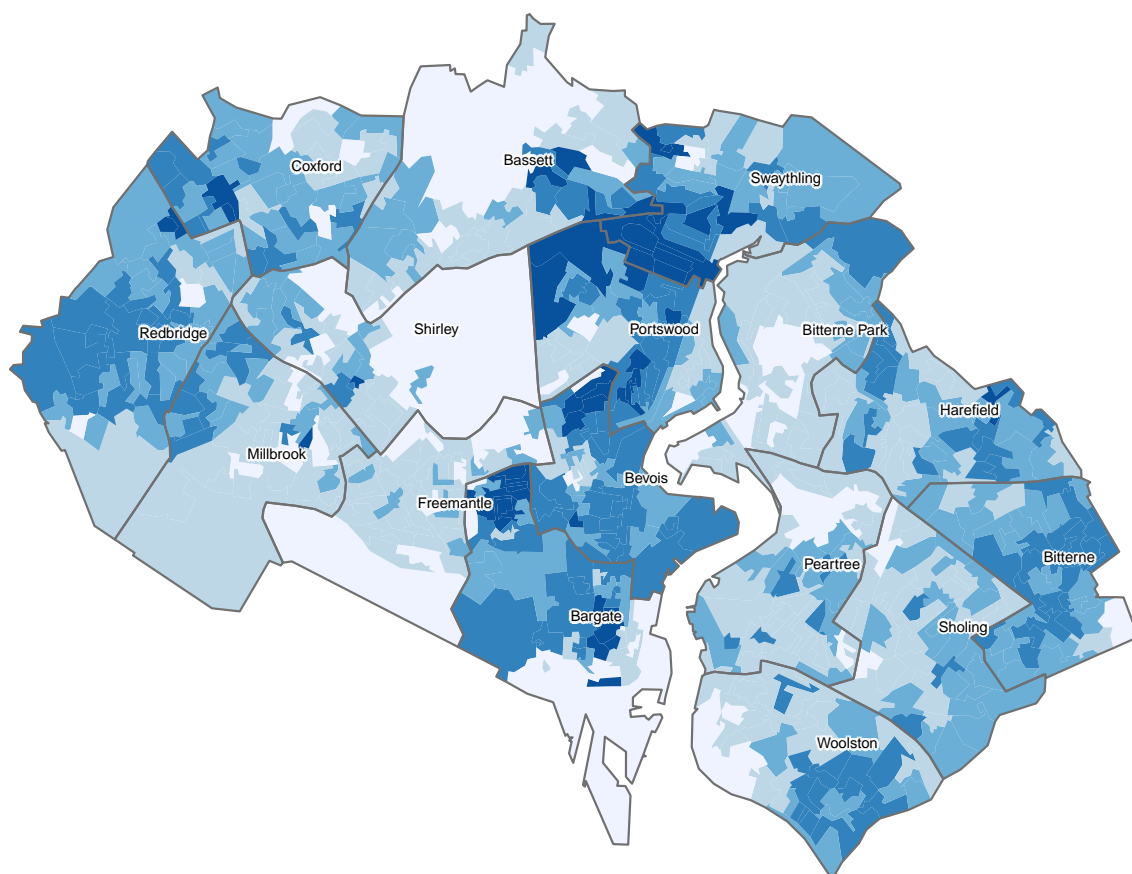 Bassett
Coxford
Swaythling
Shirley
Portswood
Bitterne Park
Redbridge
Harefield
Millbrook
Bevois
Freemantle
Bitterne
Peartree
Bargate
Sholing
Woolston